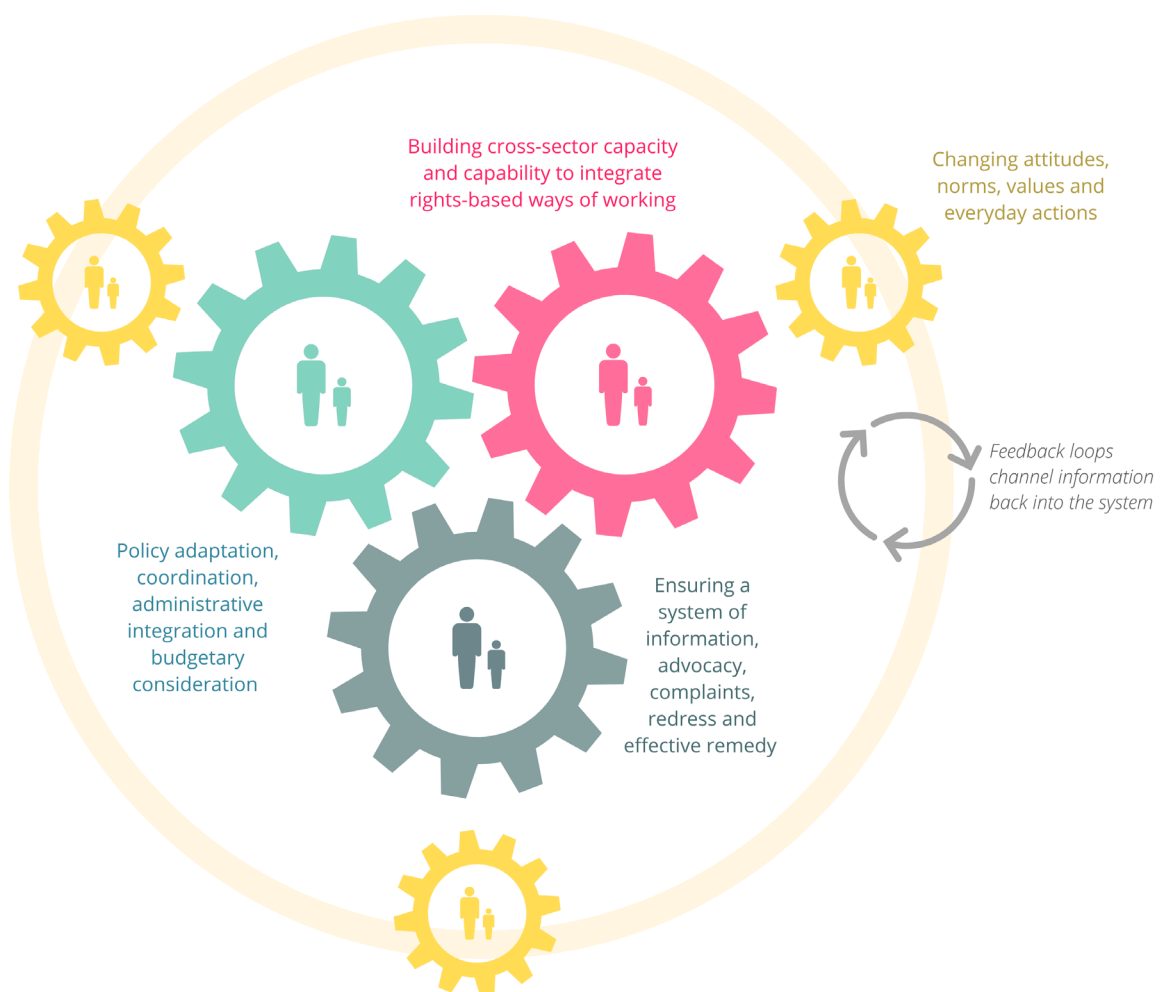 Building cross-sector capacity
and capability to integrate
rights-based ways of working
Changing attitudes,
norms, values and
everyday actions
Feedback loops
channel information
back into the system
Policy adaptation,
coordination,
administrative
integration and
budgetary
consideration
Ensuring a
system of
information,
advocacy,
complaints,
redress and
effective remedy